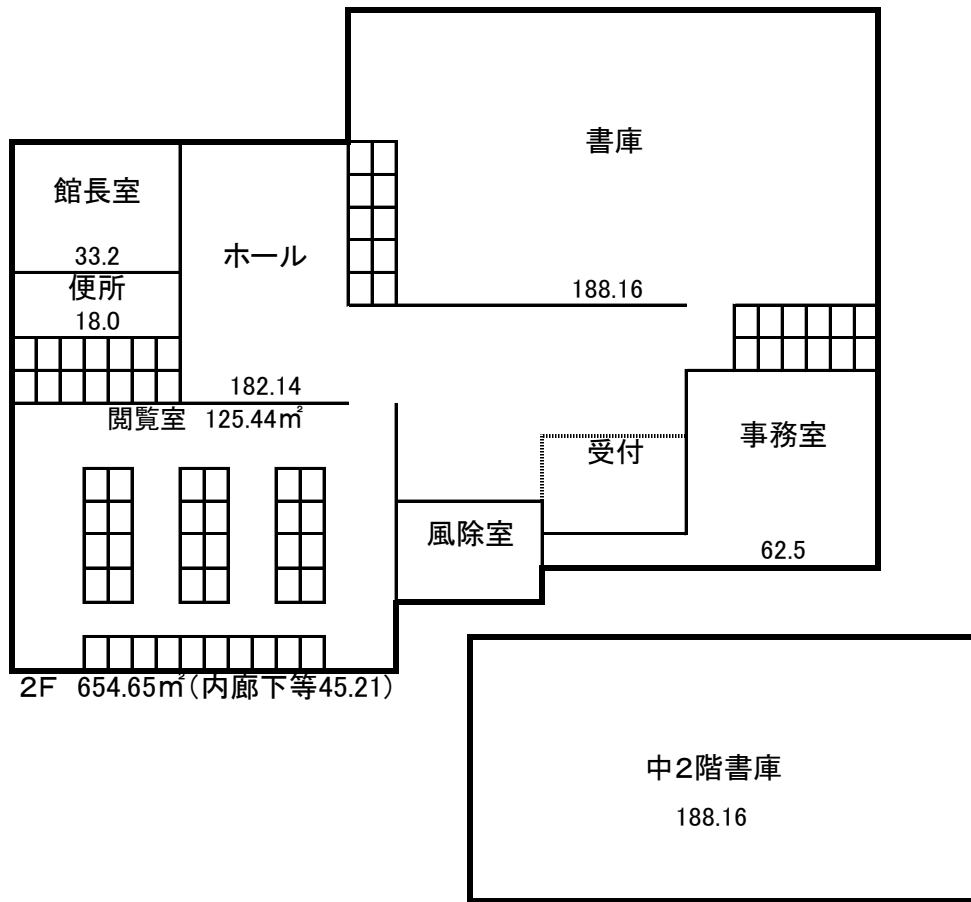 書庫
館長室
33.2
ホール
便所
188.16
18.0
182.14
閲覧室 125.44㎡
受付
事務室
風除室
62.5
2F 654.65㎡(内廊下等45.21)
中2階書庫
188.16